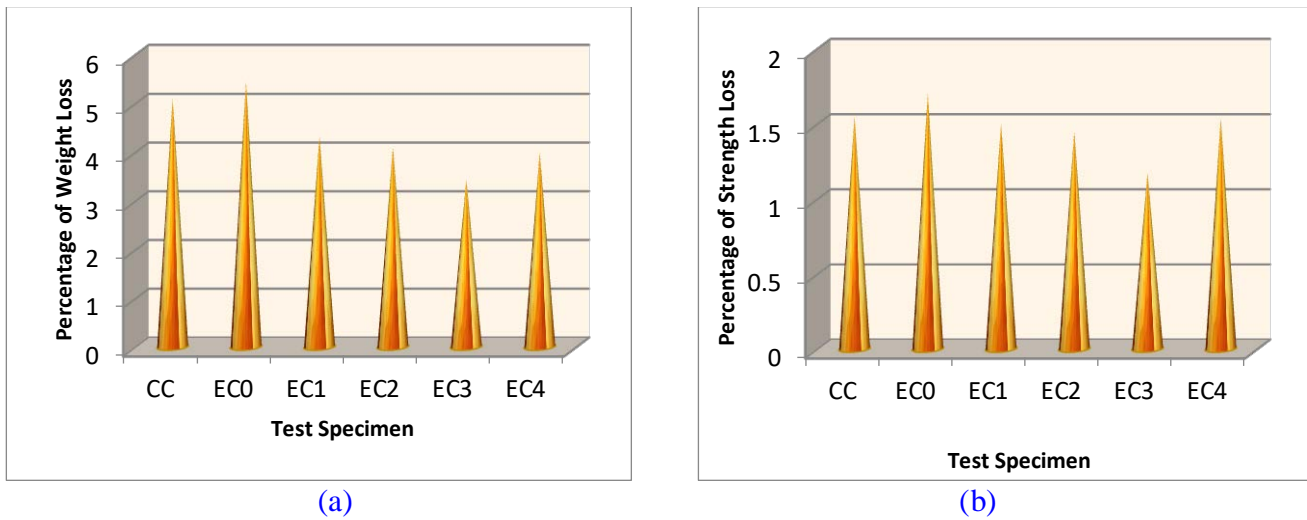 Percentage of Weight Loss
6
5
4
3
2
1
0
CC EC0 EC1 EC2 EC3 EC4
Test Specimen
(a)
Percentage of Strength Loss
2
1.5
1
0.5
0
CC EC0 EC1 EC2 EC3 EC4
Test Specimen
(b)